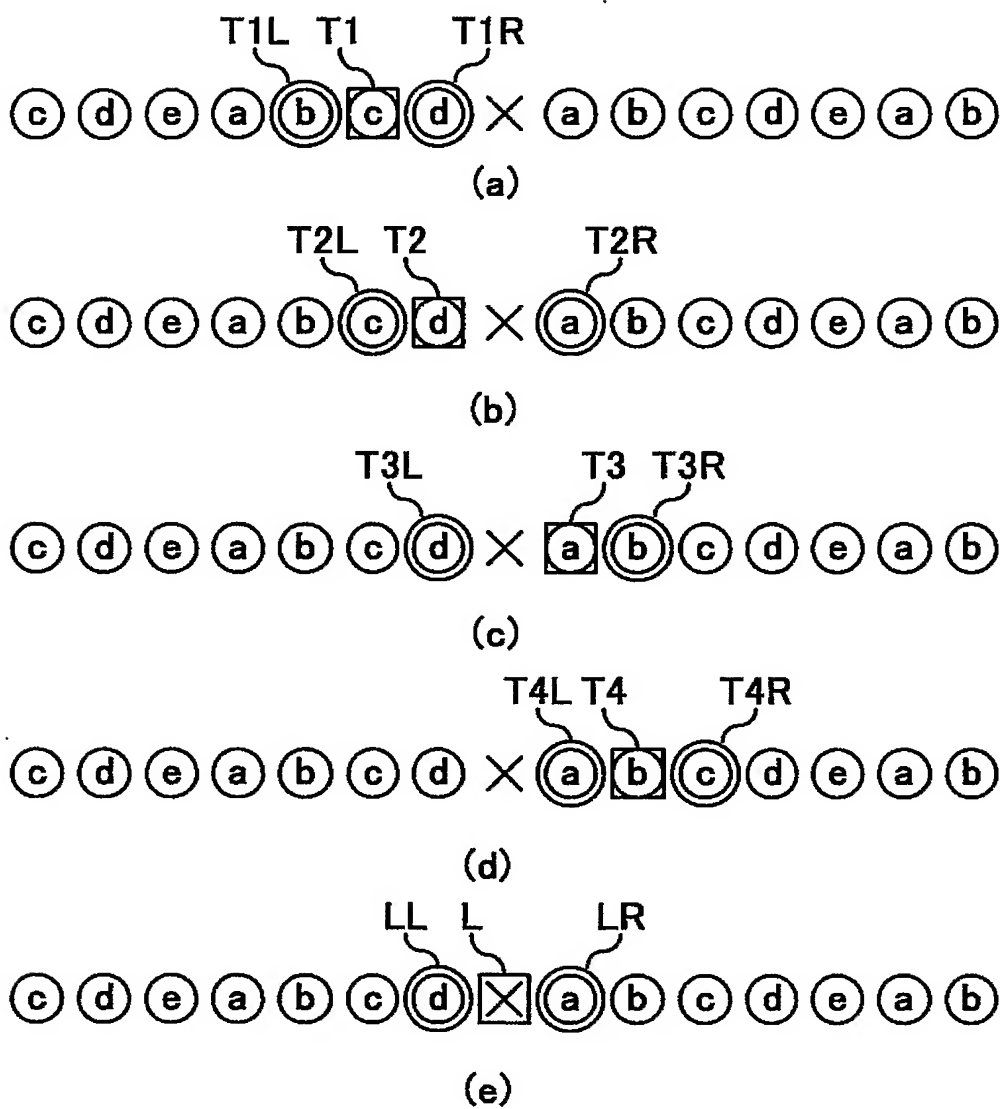 T1L T1 T1R
c d e a b c d × a b c d e a b
(a)
T2L T2 T2R
c d e a b c d × a b c d e a b
(b)
T3L T3 T3R
c d e a b c d × a b c d e a b
(c)
T4L T4 T4R
c d e a b c d × a b c d e a b
(d)
LL L LR
c d e a b c d × a b c d e a b
(e)